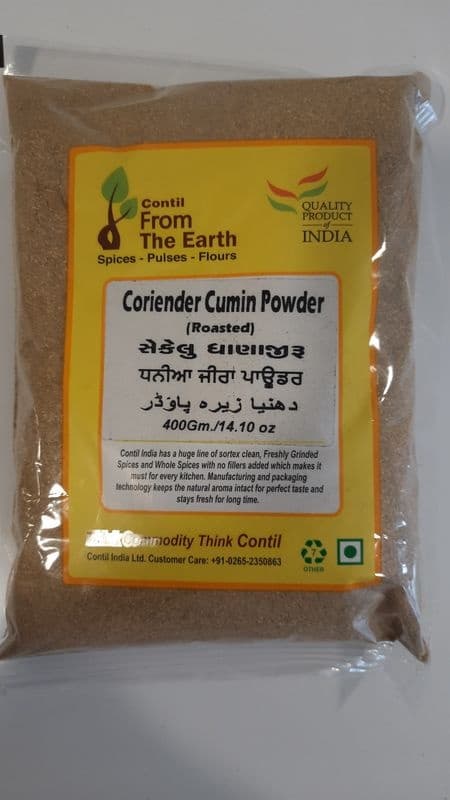 Contil
From
The Earth
Spices - Pulses - Flours
QUALITY
PRODUCT
of
INDIA
Coriender Cumin Powder
(Roasted)
સેકેલુ ધાણાજીરૂ
ਧਨੀਆ ਜੀਰਾ ਪਾਊਡਰ
دھنیا زیرہ پاوڈر
400Gm./14.10 oz
Contil India has a huge line of sortex clean, Freshly Grinded
Spices and Whole Spices with no fillers added which makes it
must for every kitchen. Manufacturing and packaging
technology keeps the natural aroma intact for perfect taste and
stays fresh for long time.
Commodity Think Contil
Contil India Ltd. Customer Care: +91-0265-2350863
7
OTHER